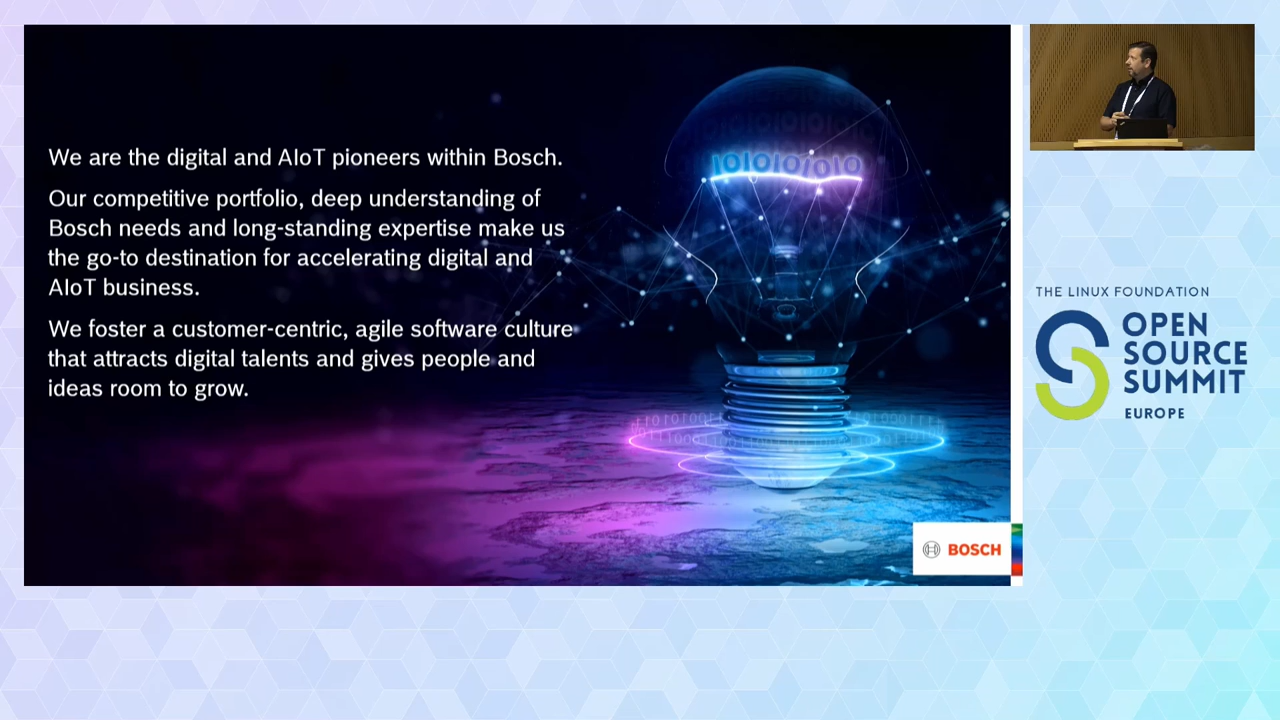 We are the digital and AIoT pioneers within Bosch.
Our competitive portfolio, deep understanding of
Bosch needs and long-standing expertise make us
the go-to destination for accelerating digital and
AIoT business.
We foster a customer-centric, agile software culture
that attracts digital talents and gives people and
ideas room to grow.
1010101010
BOSCH
THE LINUX FOUNDATION
OPEN
SOURCE
SUMMIT
EUROPE